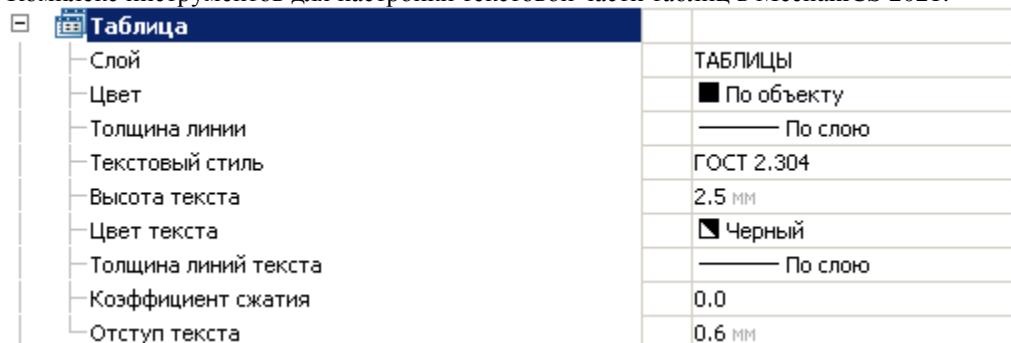 Комплекс инструментов для настройки текстовой части таблиц в MechaniCS 2021.
Таблица
Слой ТАБЛИЦЫ
Цвет По объекту
Толщина линии По слою
Текстовый стиль ГОСТ 2.304
Высота текста 2.5 мм
Цвет текста Черный
Толщина линий текста По слою
Коэффициент сжатия 0.0
Отступ текста 0.6 мм